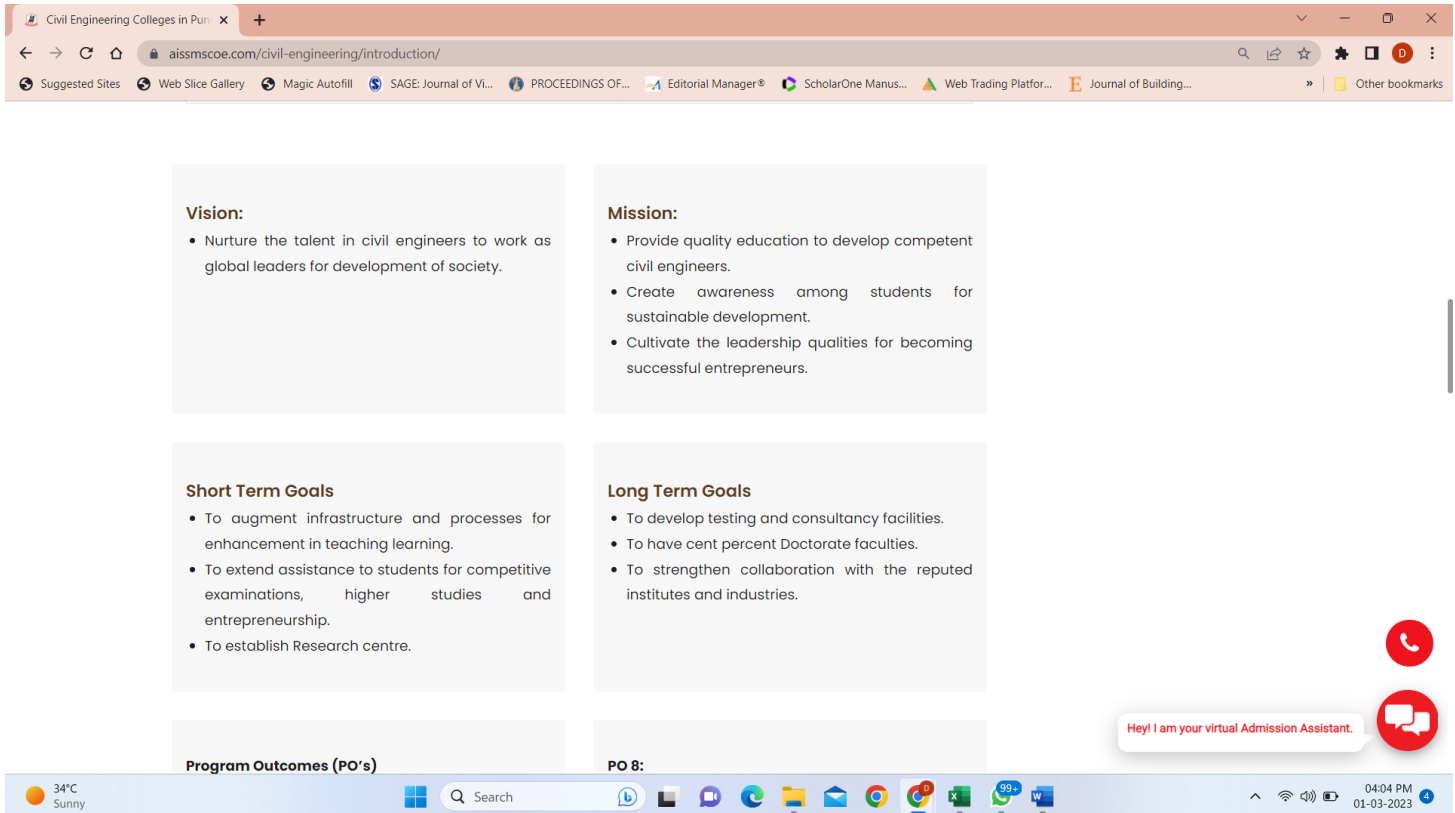 Civil Engineering Colleges in Pun
aissmscoe.com/civil-engineering/introduction/
D
Suggested Sites
Web Slice Gallery
Magic Autofill
SAGE: Journal of Vi...
PROCEEDINGS OF...
Editorial Manager®
ScholarOne Manus...
Web Trading Platfor...
Journal of Building...
»
Other bookmarks
Vision:
• Nurture the talent in civil engineers to work as
global leaders for development of society.
Mission:
• Provide quality education to develop competent
civil engineers.
• Create awareness among students for
sustainable development.
• Cultivate the leadership qualities for becoming
successful entrepreneurs.
Short Term Goals
• To augment infrastructure and processes for
enhancement in teaching learning.
• To extend assistance to students for competitive
examinations, higher studies and
entrepreneurship.
• To establish Research centre.
Long Term Goals
• To develop testing and consultancy facilities.
• To have cent percent Doctorate faculties.
• To strengthen collaboration with the reputed
institutes and industries.
Hey! I am your virtual Admission Assistant.
Program Outcomes (PO's)
PO 8:
34°C
Sunny
Search
D
99+
04:04 PM
01-03-2023
4